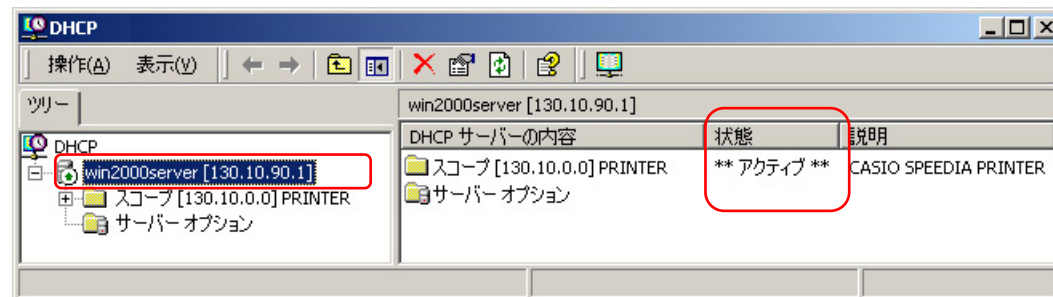 DHCP
操作(A) 表示(V)
ツリー
win2000server [130.10.90.1]
DHCP
win2000server [130.10.90.1]
スコープ [130.10.0.0] PRINTER
サーバー オプション
DHCP サーバーの内容 状態 説明
スコープ [130.10.0.0] PRINTER ** アクティブ ** CASIO SPEEDIA PRINTER
サーバー オプション